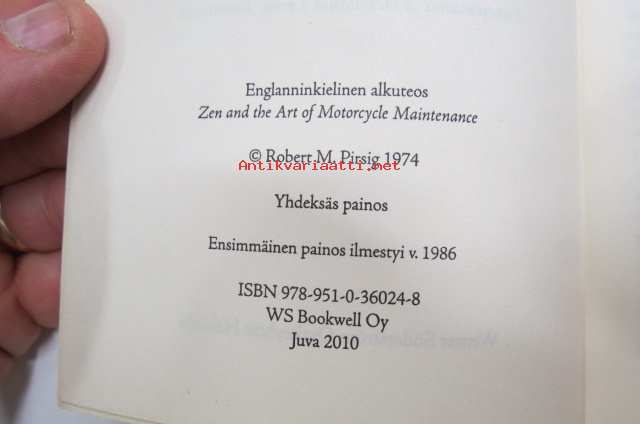 Englanninkielinen alkuteos
Zen and the Art of Motorcycle Maintenance
© Robert M. Pirsig 1974
Antikvariaatti.net
Yhdeksäs painos
Ensimmäinen painos ilmestyi v. 1986
ISBN 978-951-0-36024-8
WS Bookwell Oy
Juva 2010